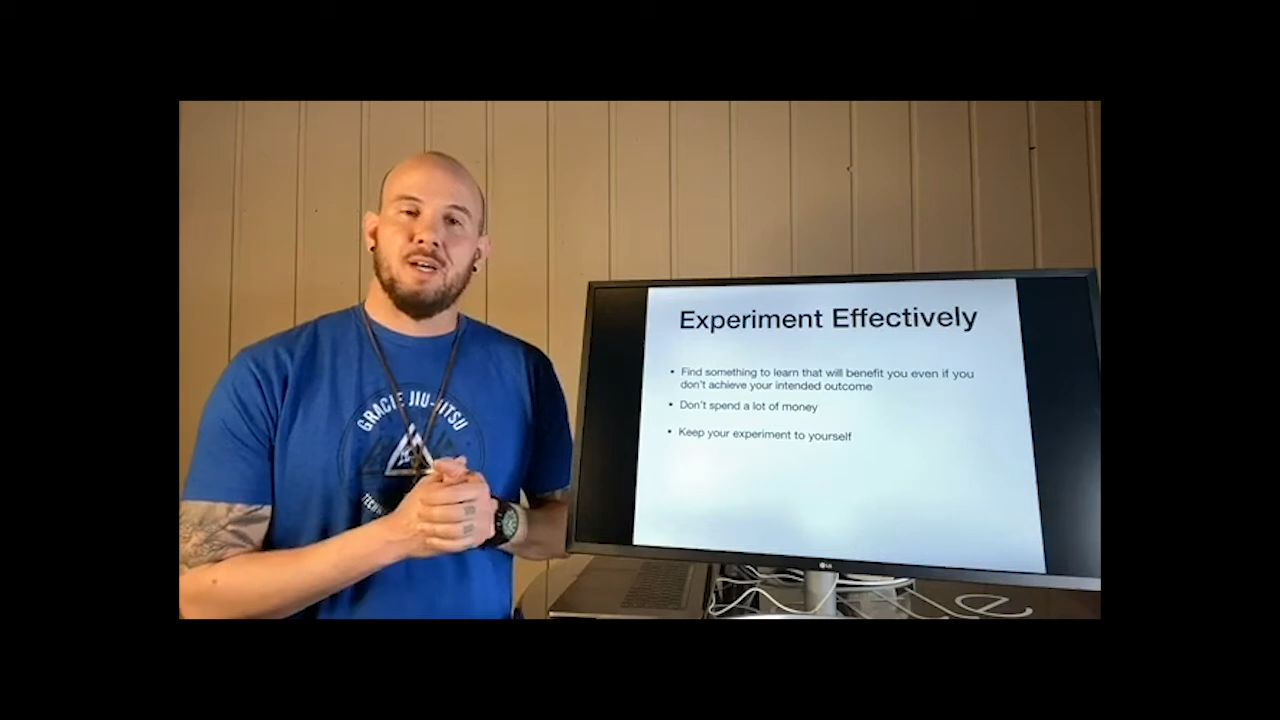 Experiment Effectively
• Find something to learn that will benefit you even if you
don't achieve your intended outcome
• Don't spend a lot of money
• Keep your experiment to yourself
GRACIE JIU-JITSU
LG